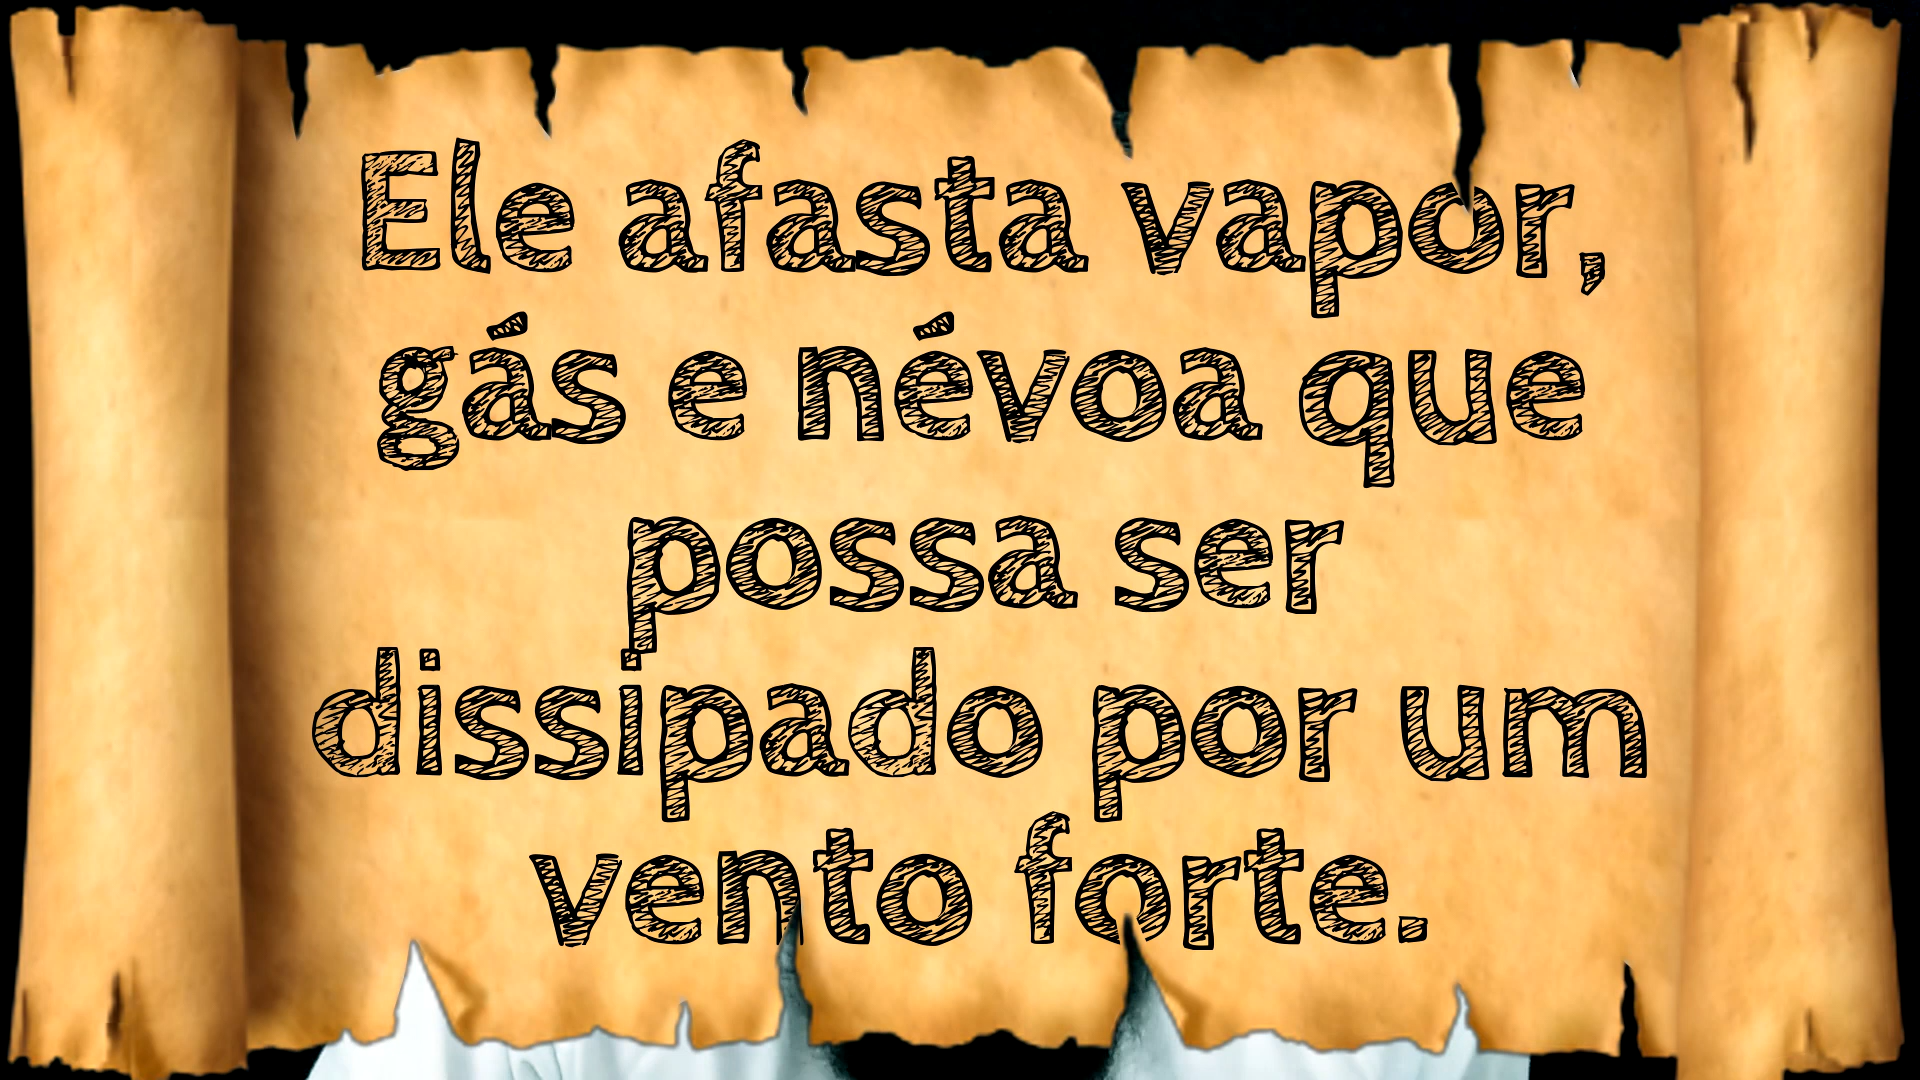 Ele afasta vapor,
gás e névoa que
possa ser
dissipado por um
vento forte.